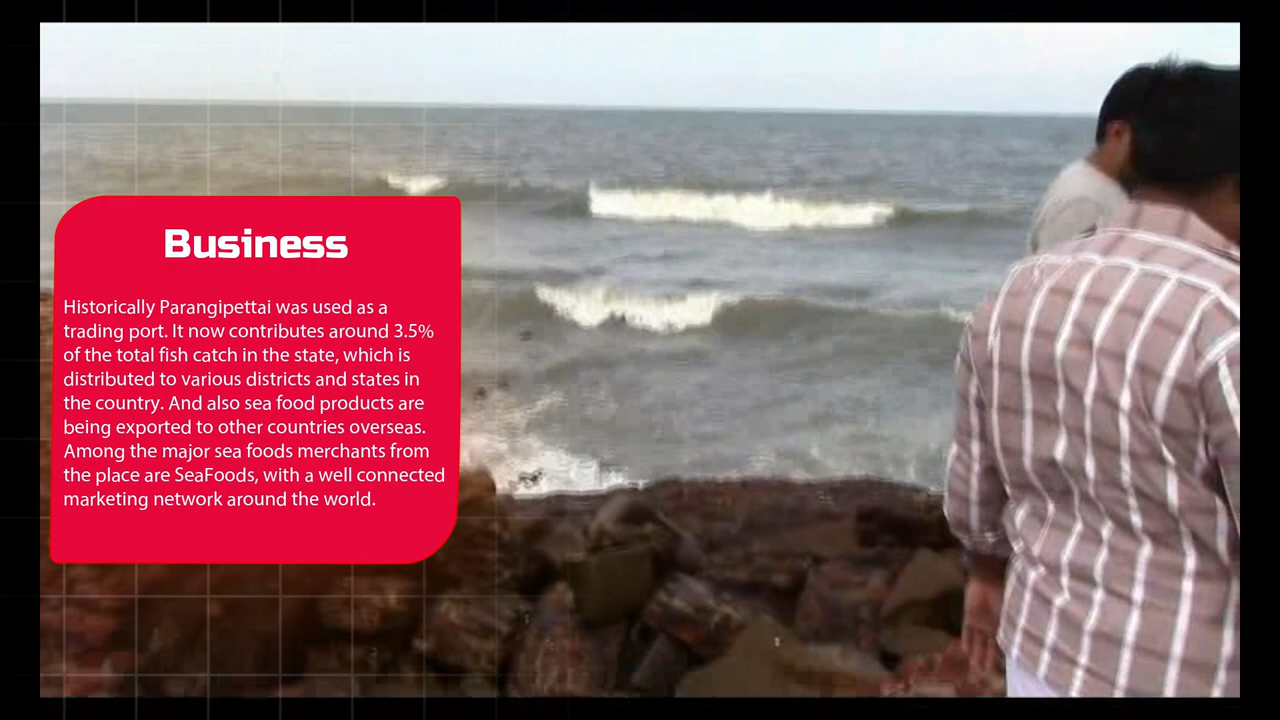 Business
Historically Parangipettai was used as a
trading port. It now contributes around 3.5%
of the total fish catch in the state, which is
distributed to various districts and states in
the country. And also sea food products are
being exported to other countries overseas.
Among the major sea foods merchants from
the place are SeaFoods, with a well connected
marketing network around the world.